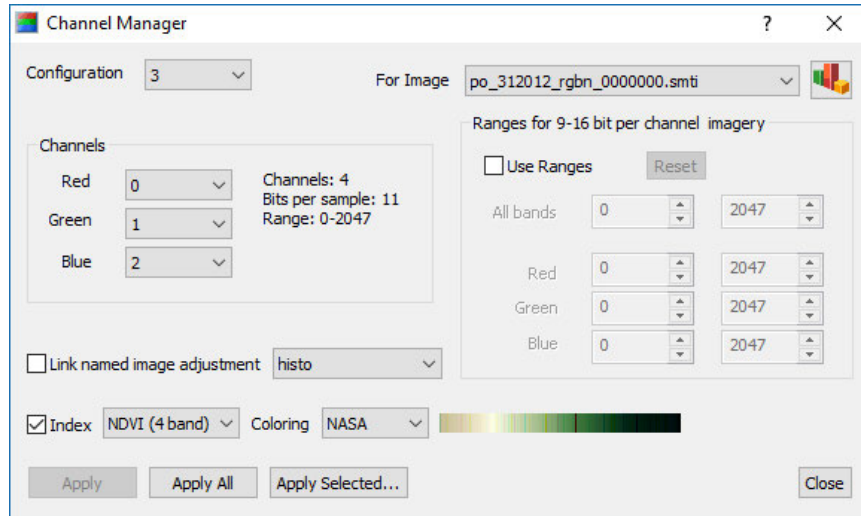 Channel Manager
?
Configuration 3
For Image po_312012_rgbn_0000000.smti
Channels
Red 0
Green 1
Blue 2
Channels: 4
Bits per sample: 11
Range: 0-2047
Ranges for 9-16 bit per channel imagery
Use Ranges Reset
All bands 0 2047
Red 0 2047
Green 0 2047
Blue 0 2047
Link named image adjustment histo
Index NDVI (4 band) Coloring NASA
Apply Apply All Apply Selected... Close